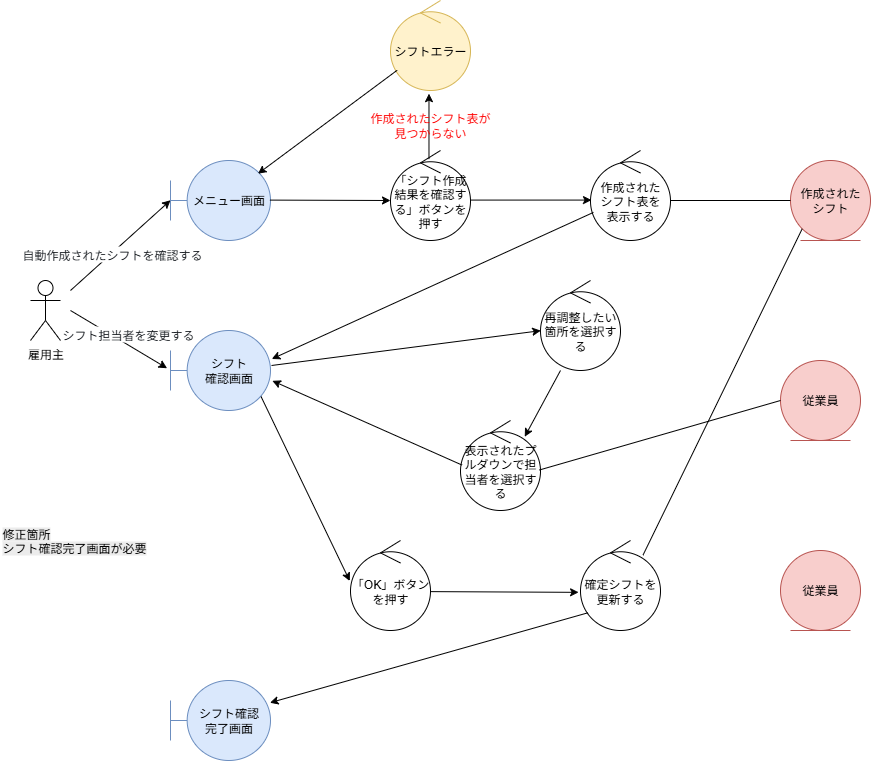 シフトエラー
作成されたシフト表が
見つからない
メニュー画面
「シフト作成
結果を確認す
る」ボタンを
押す
作成された
シフト表を
表示する
作成された
シフト
自動作成されたシフトを確認する
雇用主
シフト担当者を変更する
シフト
確認画面
再調整したい
箇所を選択す
る
従業員
表示されたプ
ルダウンで担
当者を選択す
る
修正箇所
シフト確認完了画面が必要
「OK」ボタン
を押す
確定シフトを
更新する
従業員
シフト確認
完了画面